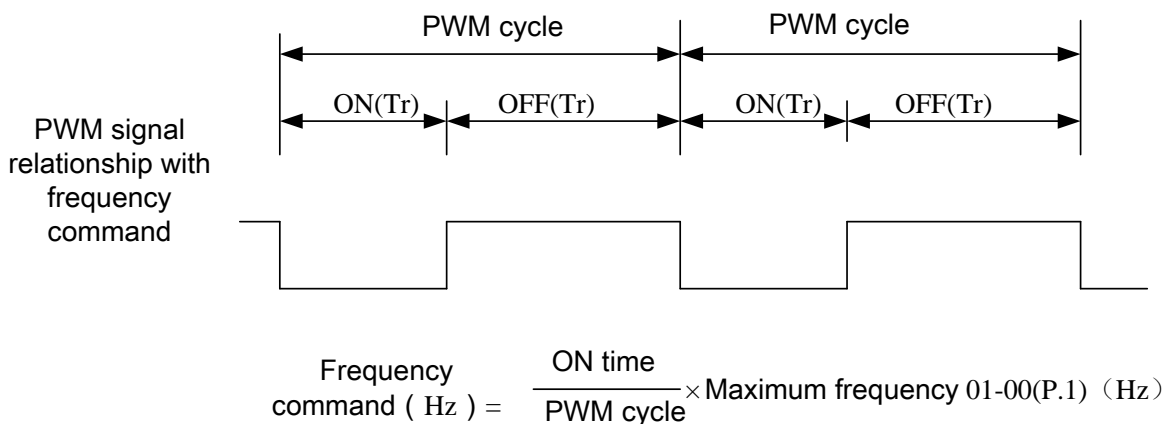 PWM cycle
PWM cycle
ON(Tr)
OFF(Tr)
ON(Tr)
OFF(Tr)
PWM signal
relationship with
frequency
command
Frequency
command ( Hz ) =
ON time
PWM cycle
×Maximum frequency 01-00(P.1)（Hz）